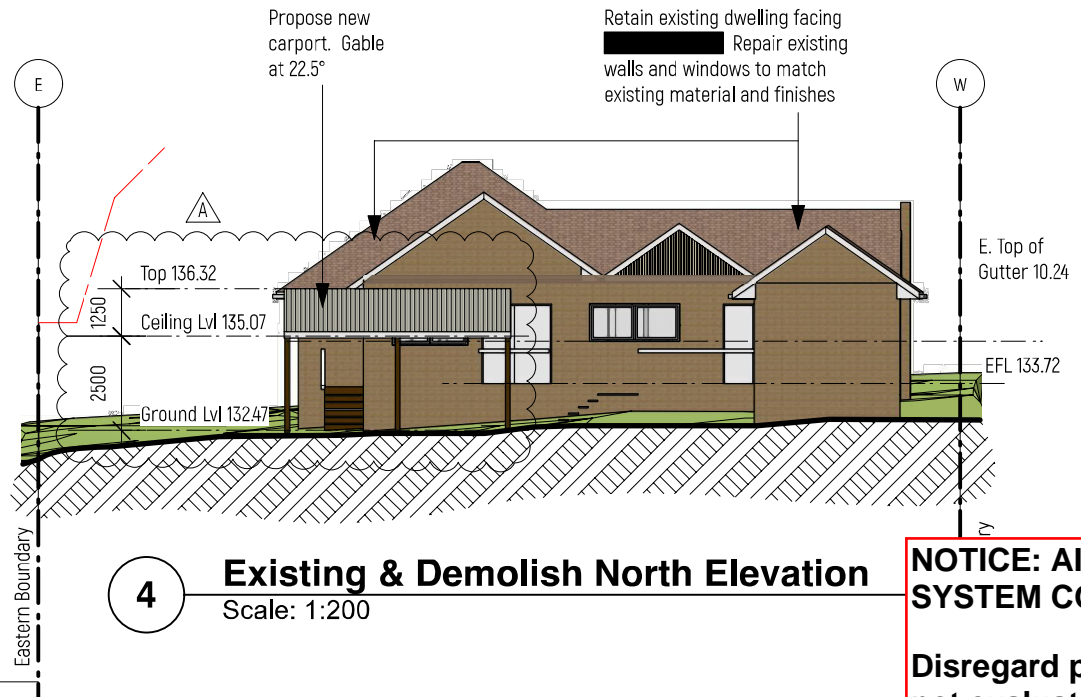 Propose new
carport. Gable
at 22.5°
Retain existing dwelling facing
Repair existing
walls and windows to match
existing material and finishes
E
W
A
Top 136.32
1250
Ceiling Lvl 135.07
2500
Ground Lvl 132.47
E. Top of
Gutter 10.24
EFL 133.72
Eastern Boundary
ry
4
Existing & Demolish North Elevation
Scale: 1:200
NOTICE: AI
SYSTEM CO
Disregard p